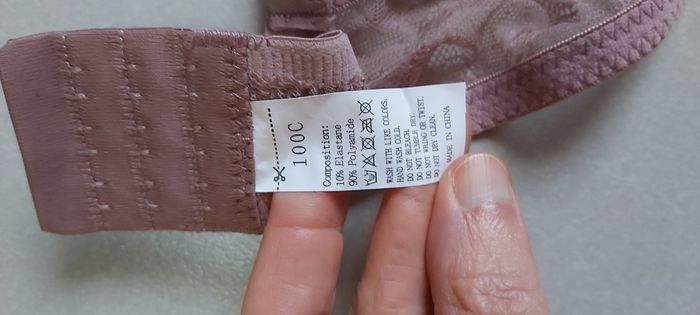 100C
Composition:
10% Elastane
90% Polyamide
WASH WITH LIKE COLORS.
HAND WASH COLD.
DO NOT BLEACH.
DO NOT TUMBLE DRY.
DO NOT WRING OR TWIST.
DO NOT DRY CLEAN.
MADE IN CHINA